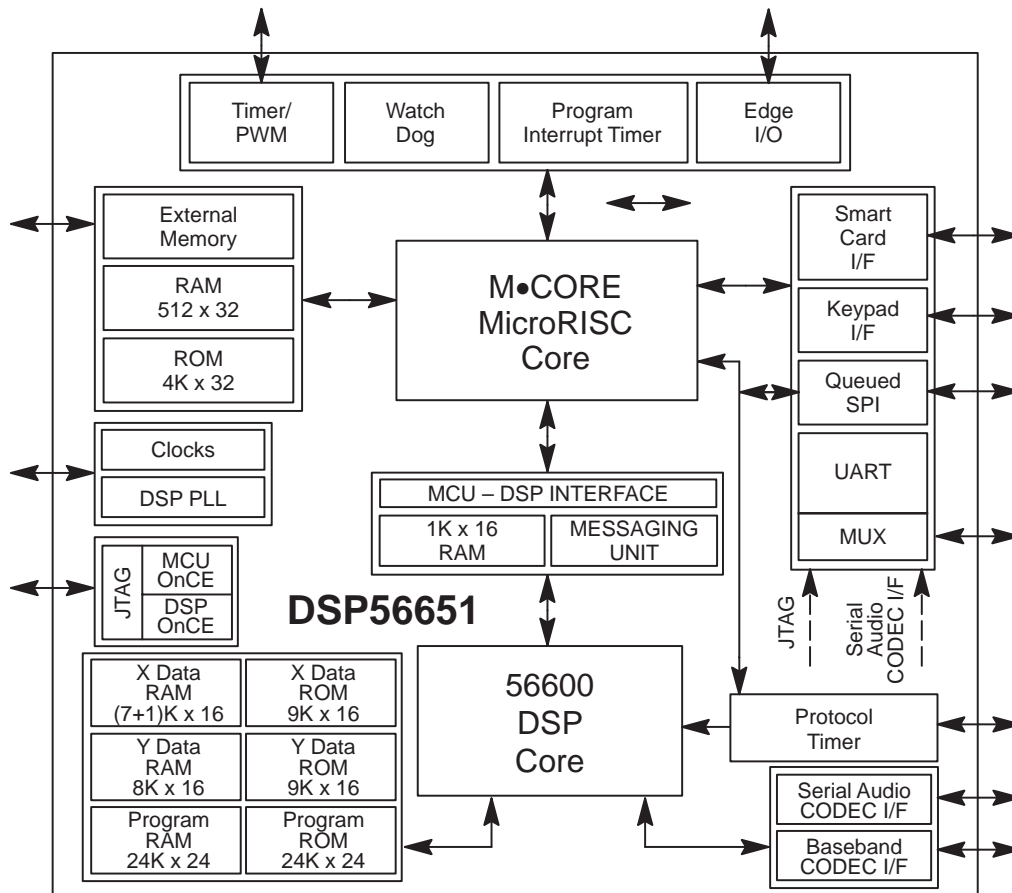 Timer/
PWM
Watch
Dog
Program
Interrupt Timer
Edge
I/O
External
Memory
RAM
512 x 32
ROM
4K x 32
M•CORE
MicroRISC
Core
Smart
Card
I/F
Keypad
I/F
Queued
SPI
UART
MUX
Clocks
DSP PLL
MCU – DSP INTERFACE
1K x 16
RAM
MESSAGING
UNIT
JTAG
MCU
OnCE
DSP
OnCE
DSP56651
JTAG
Serial
Audio
CODEC I/F
X Data
RAM
(7+1)K x 16
X Data
ROM
9K x 16
Y Data
RAM
8K x 16
Y Data
ROM
9K x 16
Program
RAM
24K x 24
Program
ROM
24K x 24
56600
DSP
Core
Protocol
Timer
Serial Audio
CODEC I/F
Baseband
CODEC I/F